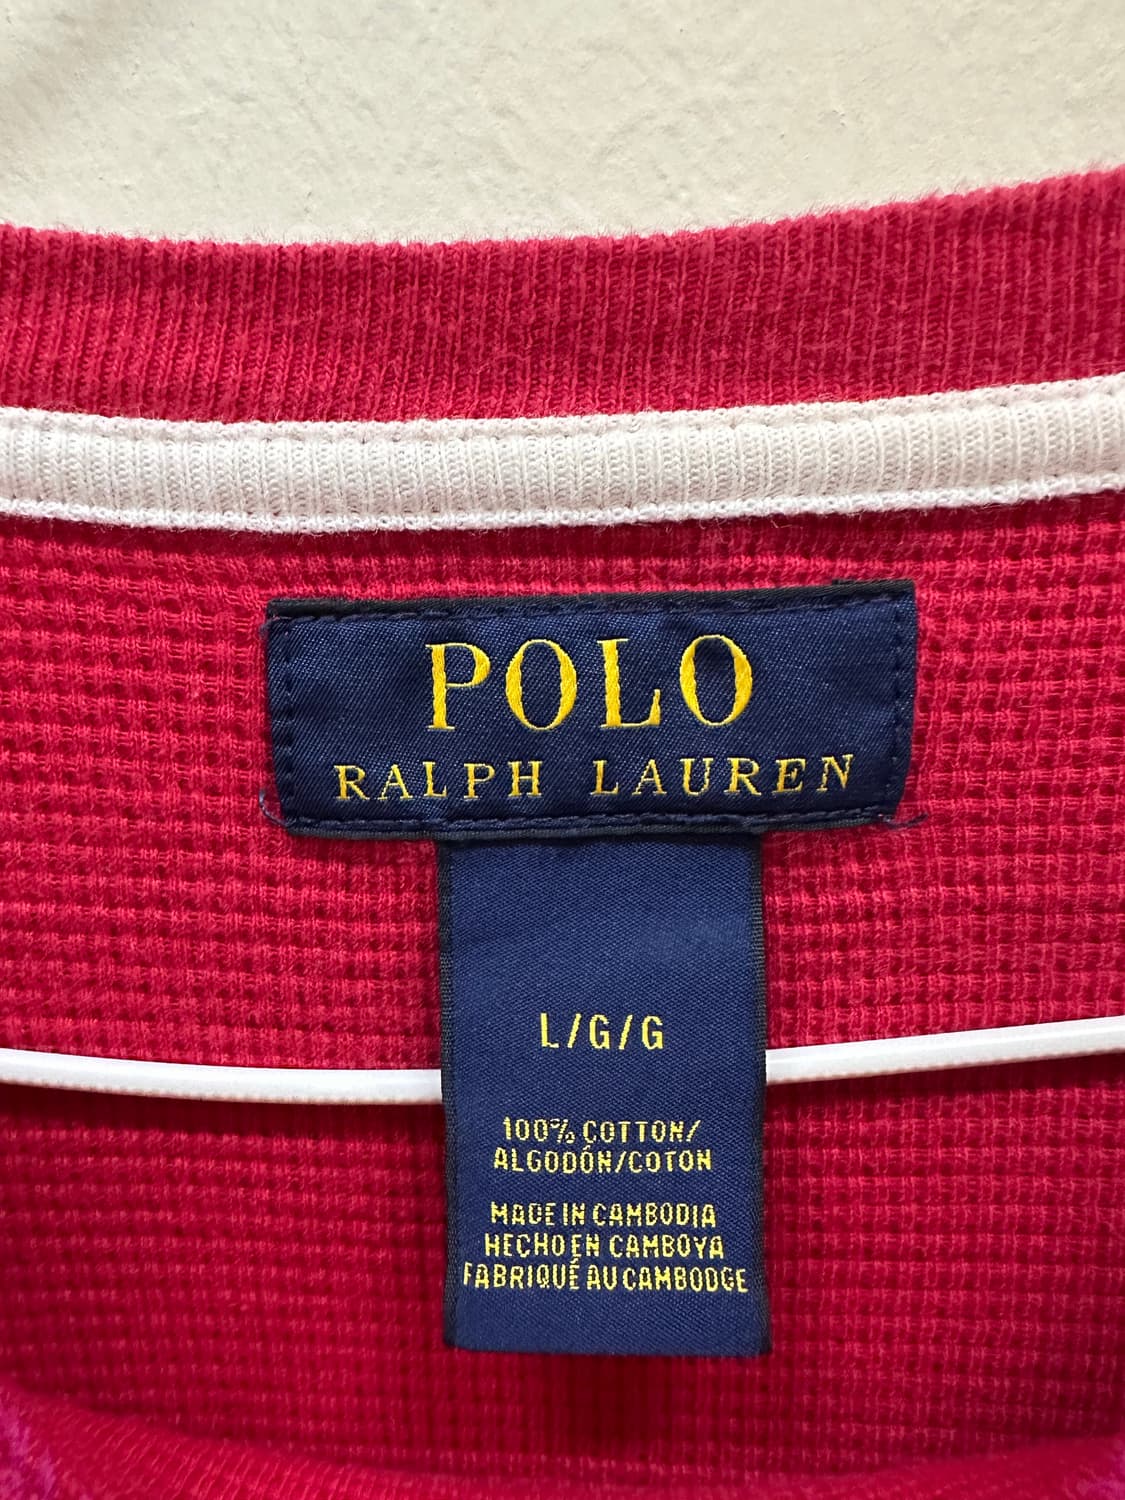 POLO
RALPH LAUREN
L/G/G
100% COTTON/
ALGODÓN/COTON
MADE IN CAMBODIA
HECHO EN CAMBOYA
FABRIQUÉ AU CAMBODGE